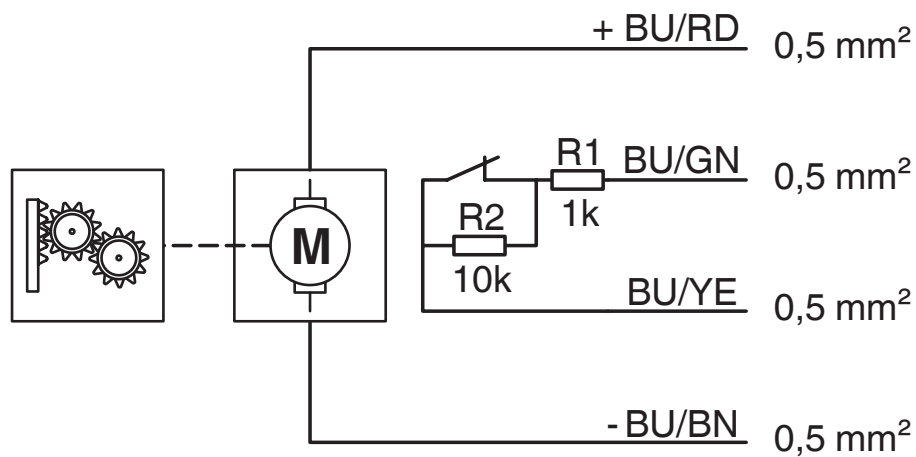 + BU/RD 0,5 mm²
R1 BU/GN 0,5 mm²
1k
R2
10k
M
BU/YE 0,5 mm²
- BU/BN 0,5 mm²